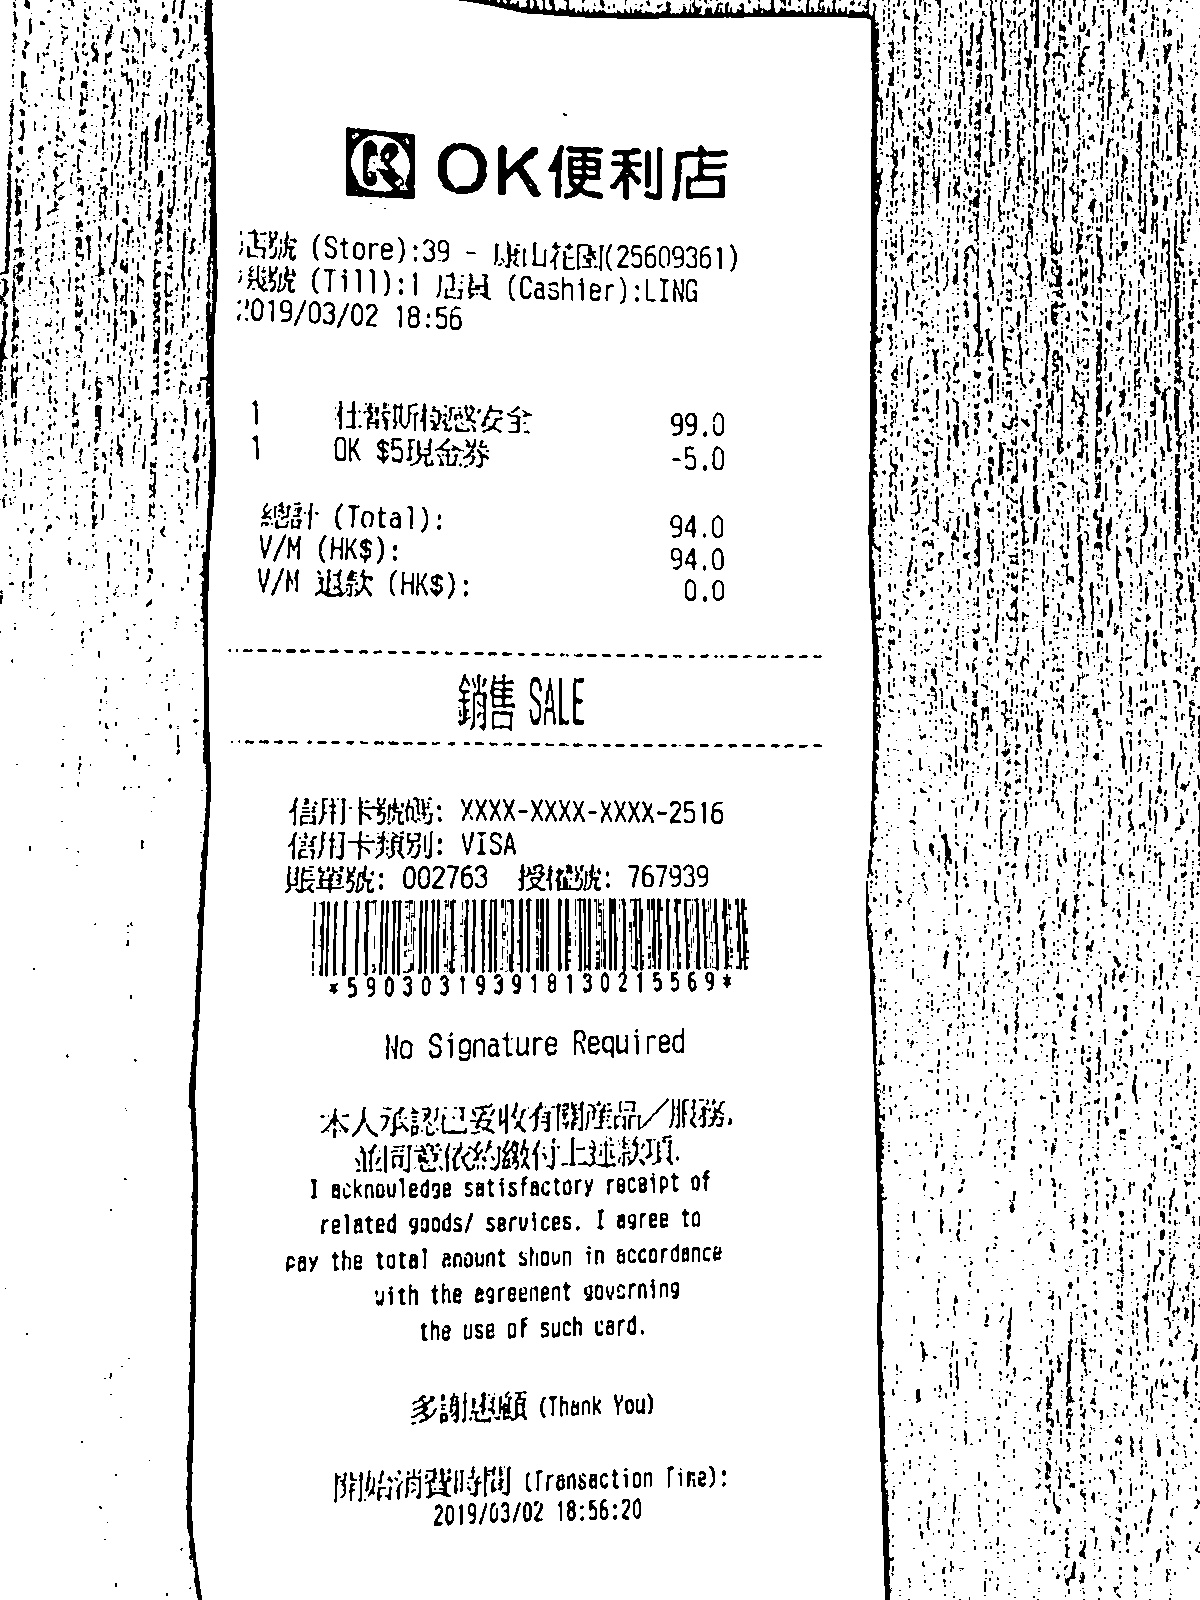 OK便利店
店號 (Store):39 - 康山花園(25609361)
機號 (Till):1 店員 (Cashier):LING
2019/03/02 18:56
1 安全 99.0
1 OK $5現金券 -5.0
總計 (Total): 94.0
V/M (HK$): 94.0
V/M 退款 (HK$): 0.0
銷售 SALE
信用卡號碼: XXXX-XXXX-XXXX-2516
信用卡類別: VISA
賬單號: 002763 授權號: 767939
*590303193918130215569*
No Signature Required
本人承認已妥收有關產品／服務,
並同意依約繳付上述款項.
I acknowledge satisfactory receipt of
related goods/ services. I agree to
pay the total amount shown in accordance
with the agreement governing
the use of such card.
多謝惠顧 (Thank You)
開始消費時間 (Transaction Time):
2019/03/02 18:56:20